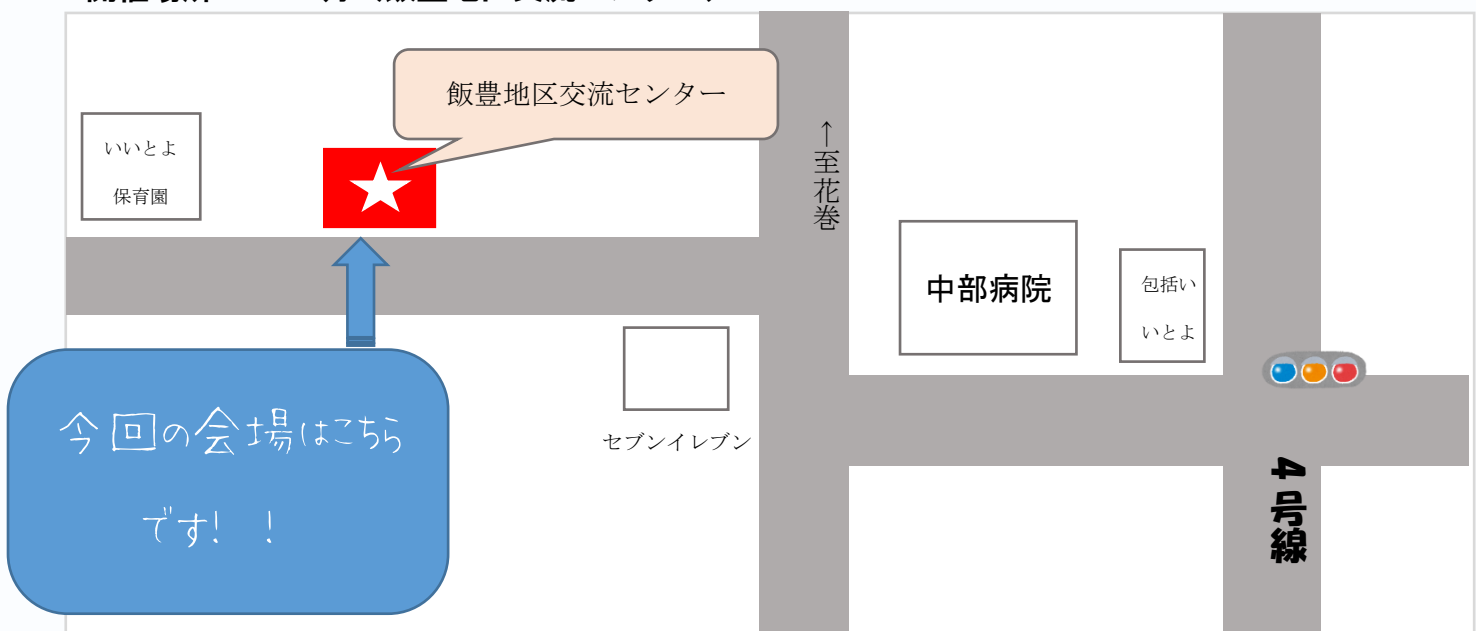 飯豊地区交流センター
いいとよ
保育園
↑至花巻
中部病院
包括い
いとよ
セブンイレブン
今回の会場はこちら
です！！
４号線